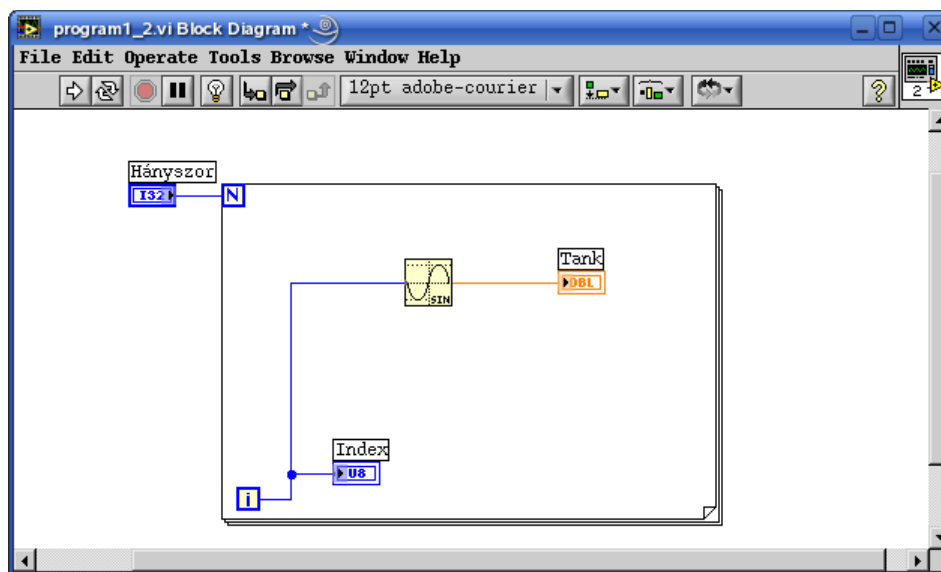 program1_2.vi Block Diagram *
File Edit Operate Tools Browse Window Help
12pt adobe-courier
2
Hányszor
I32
N
Tank
SIN
DBL
Index
U8
i